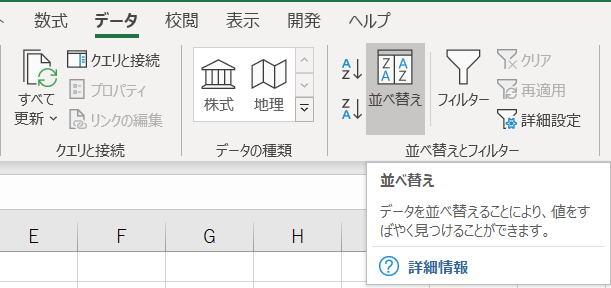 数式 データ 校閲 表示 開発 ヘルプ
すべて
更新
クエリと接続
プロパティ
リンクの編集
クエリと接続
株式
地理
データの種類
A
Z
Z
A
Z A
A Z
並べ替え
フィルター
クリア
再適用
詳細設定
並べ替えとフィルター
E F G H
並べ替え
データを並べ替えることにより、値をす
ばやく見つけることができます。
? 詳細情報